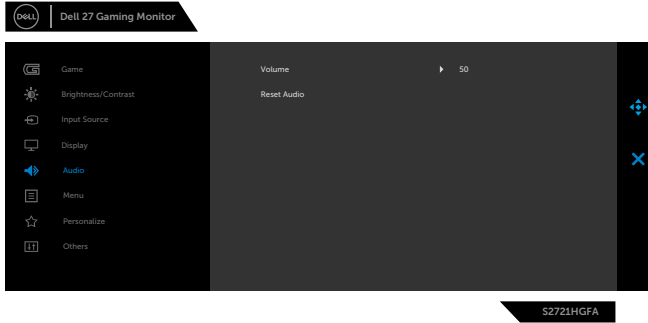 DELL Dell 27 Gaming Monitor
Game
Volume 50
Brightness/Contrast
Reset Audio
Input Source
Display
Audio
Menu
Personalize
Others
S2721HGFA